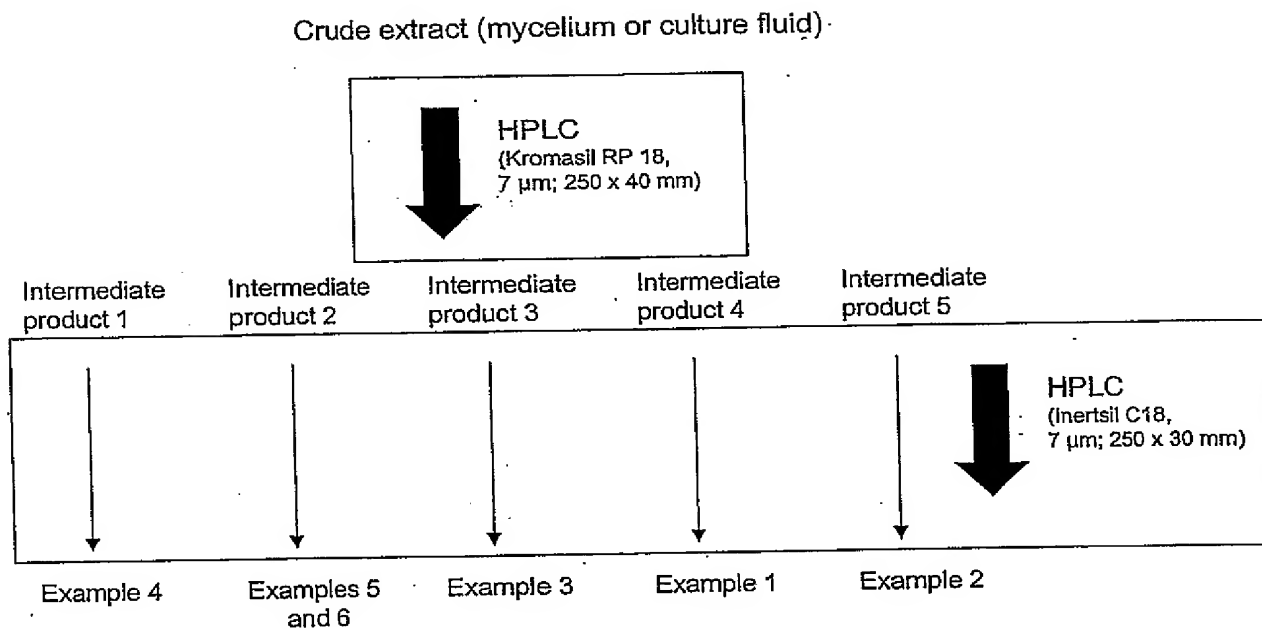 Crude extract (mycelium or culture fluid)
HPLC
(Kromasil RP 18,
7 µm; 250 x 40 mm)
Intermediate
product 1
Intermediate
product 2
Intermediate
product 3
Intermediate
product 4
Intermediate
product 5
HPLC
(Inertsil C18,
7 µm; 250 x 30 mm)
Example 4
Examples 5
and 6
Example 3
Example 1
Example 2